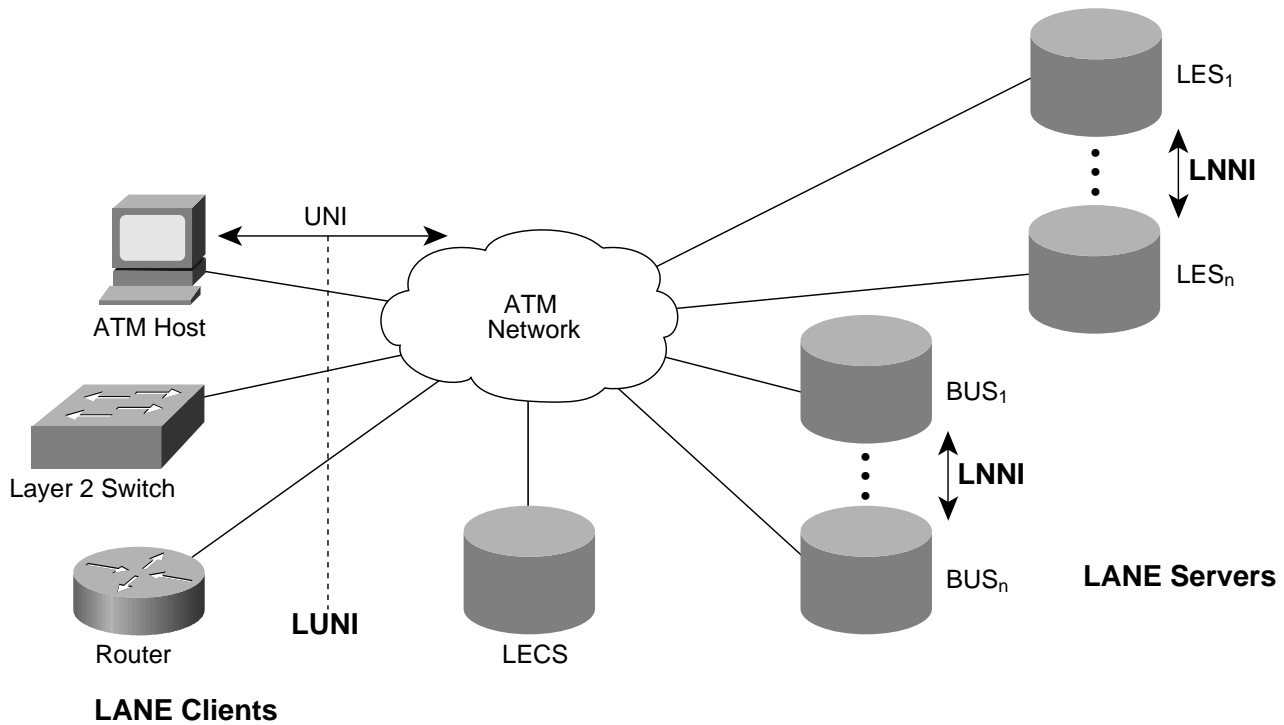 LES1
LNNI
UNI
LESn
ATM Host
ATM
Network
BUS1
LNNI
Layer 2 Switch
BUSn
LANE Servers
LUNI
Router
LECS
LANE Clients